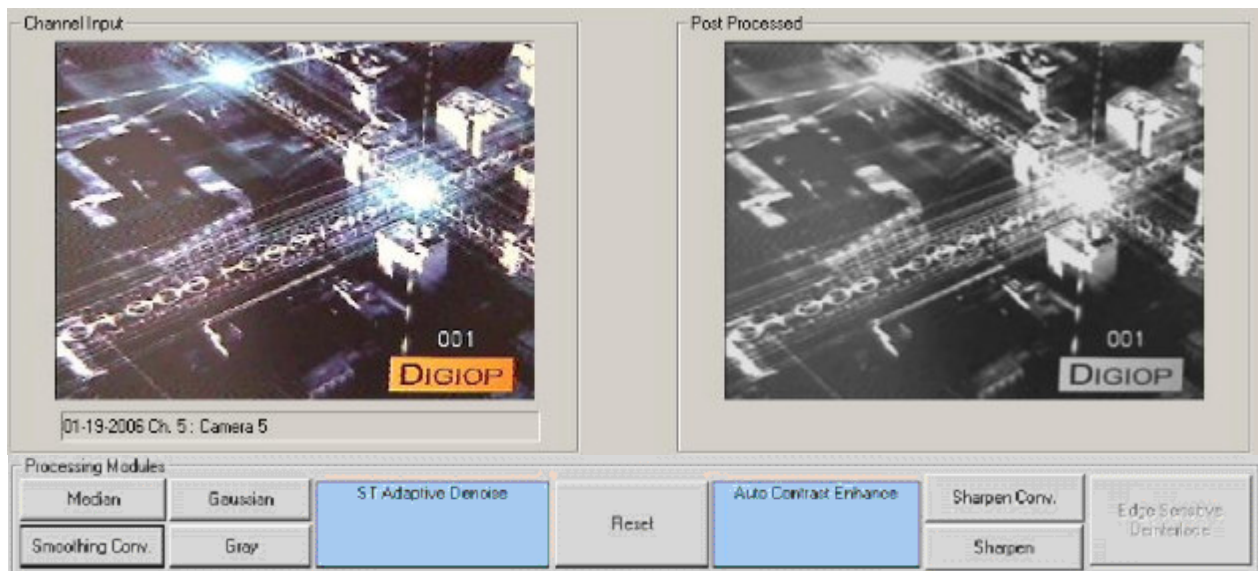 Channel Input
Post Processed
001
DIGIOP
001
DIGIOP
01-19-2006 Ch. 5 : Camera 5
Processing Modules
Median
Gaussian
ST Adaptive Denoise
Reset
Auto Contrast Enhance
Sharpen Conv.
Edge Sensitive
Deinterlace
Smoothing Conv.
Gray
Sharpen